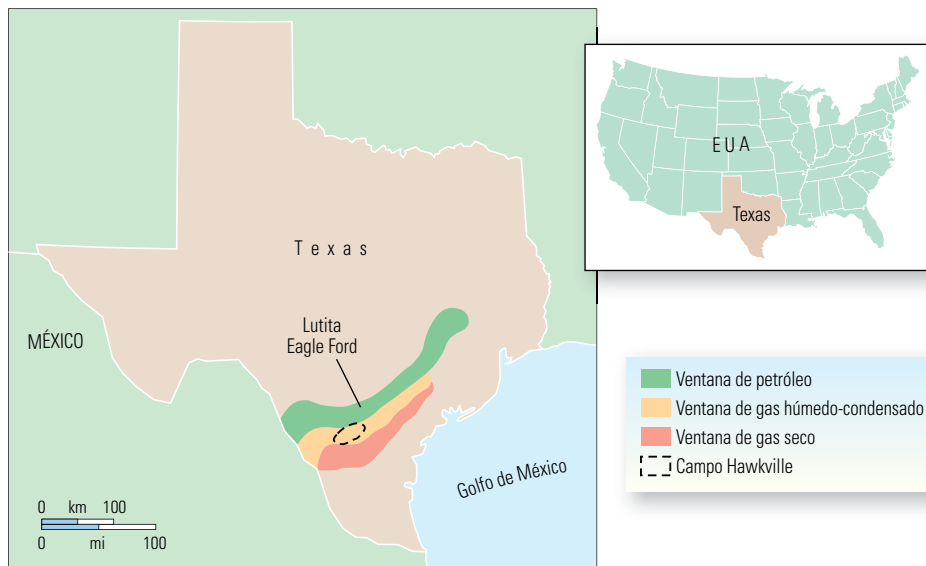 Texas
MÉXICO
Lutita
Eagle Ford
Golfo de México
0 km 100
0 mi 100
EUA
Texas
Ventana de petróleo
Ventana de gas húmedo-condensado
Ventana de gas seco
Campo Hawkville